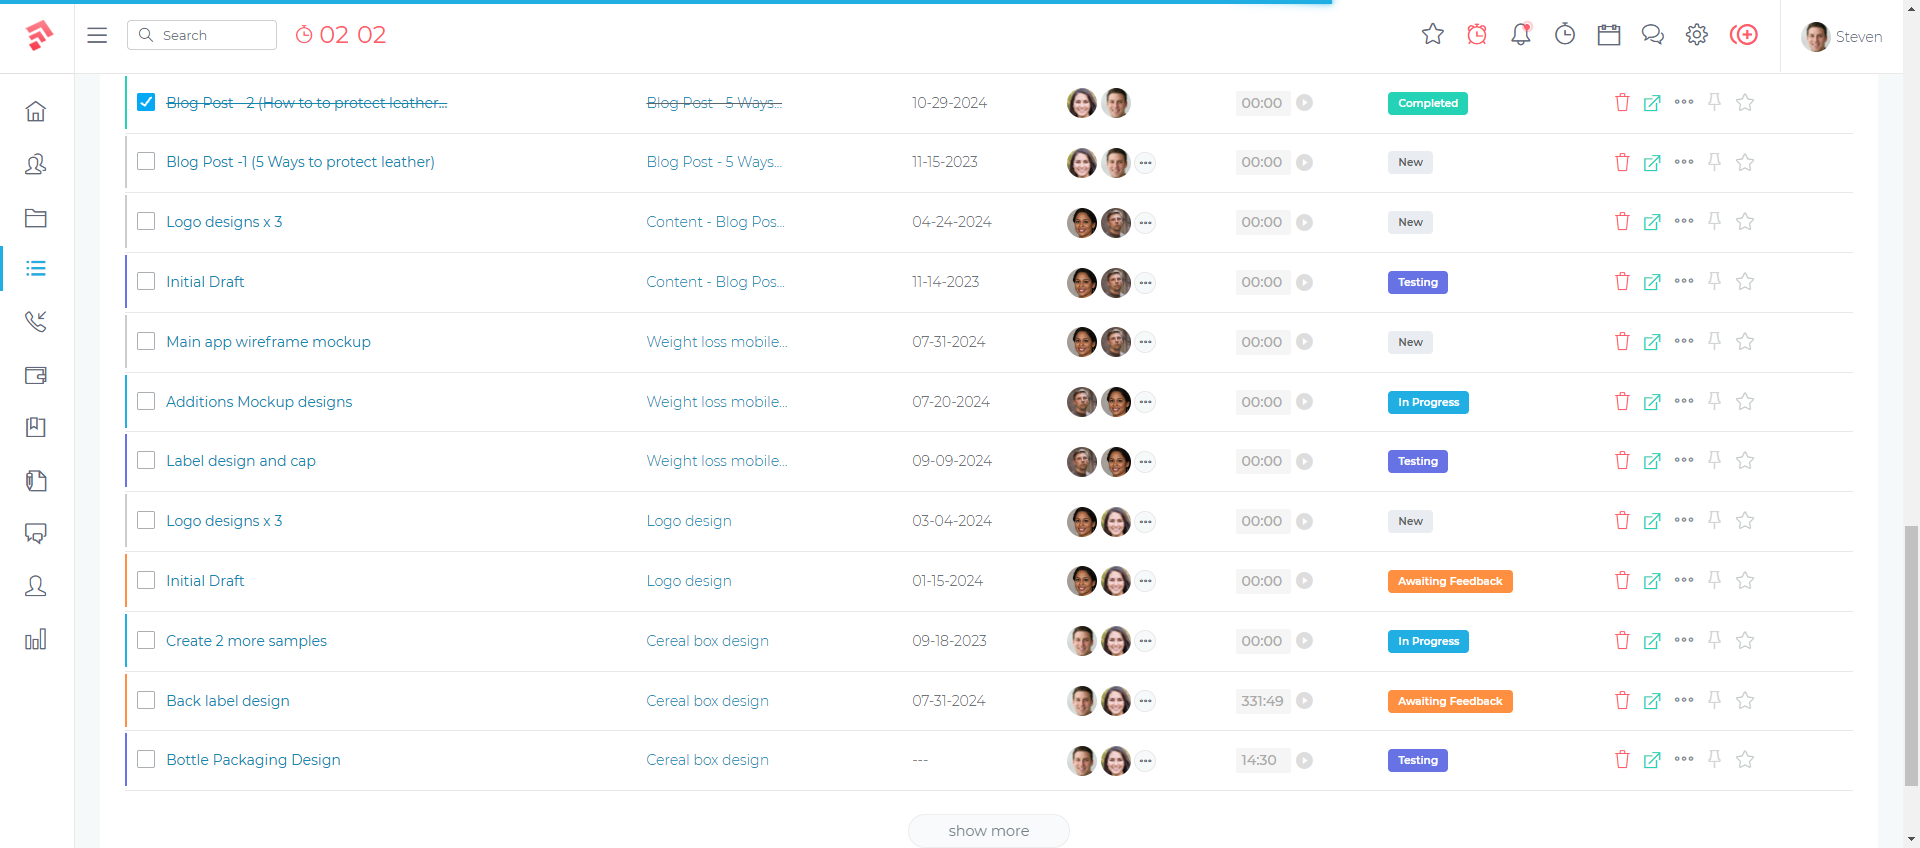 Search
02 02
Steven
Blog Post - 2 (How to to protect leather... Blog Post - 5 Ways... 10-29-2024 00:00 Completed
Blog Post -1 (5 Ways to protect leather) Blog Post - 5 Ways... 11-15-2023 00:00 New
Logo designs x 3 Content - Blog Pos... 04-24-2024 00:00 New
Initial Draft Content - Blog Pos... 11-14-2023 00:00 Testing
Main app wireframe mockup Weight loss mobile... 07-31-2024 00:00 New
Additions Mockup designs Weight loss mobile... 07-20-2024 00:00 In Progress
Label design and cap Weight loss mobile... 09-09-2024 00:00 Testing
Logo designs x 3 Logo design 03-04-2024 00:00 New
Initial Draft Logo design 01-15-2024 00:00 Awaiting Feedback
Create 2 more samples Cereal box design 09-18-2023 00:00 In Progress
Back label design Cereal box design 07-31-2024 331:49 Awaiting Feedback
Bottle Packaging Design Cereal box design --- 14:30 Testing
show more